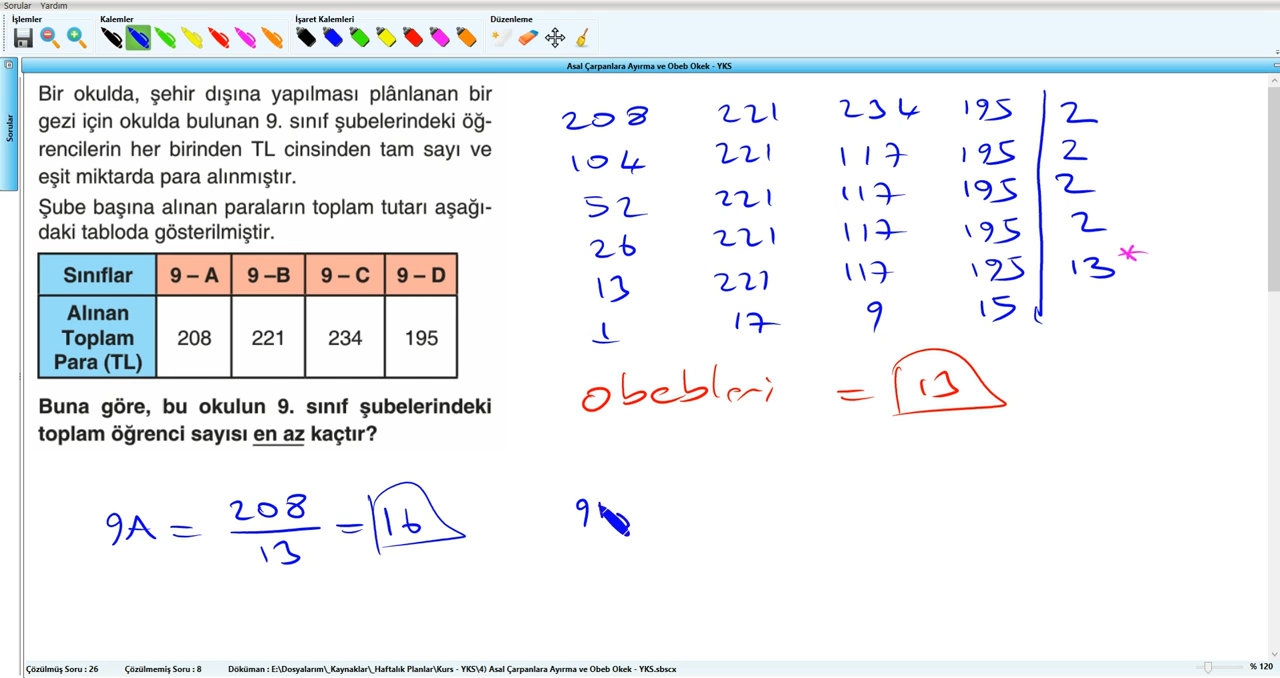 Sorular Yardım
İşlemler Kalemler İşaret Kalemleri Düzenleme
Asal Çarpanlara Ayırma ve Obeb Okek - YKS
Sorular
Bir okulda, şehir dışına yapılması plânlanan bir
gezi için okulda bulunan 9. sınıf şubelerindeki öğ-
rencilerin her birinden TL cinsinden tam sayı ve
eşit miktarda para alınmıştır.
Şube başına alınan paraların toplam tutarı aşağı-
daki tabloda gösterilmiştir.
Sınıflar 9 – A 9 –B 9 – C 9 – D
Alınan
Toplam
Para (TL) 208 221 234 195
Buna göre, bu okulun 9. sınıf şubelerindeki
toplam öğrenci sayısı en az kaçtır?
208 221 234 195 2
104 221 117 195 2
52 221 117 195 2
26 221 117 195 2
13 221 117 195 13 *
1 17 9 15
obebleri = 13
9A = 208 / 13 = 16
9
Çözülmüş Soru : 26 Çözülmemiş Soru : 8 Döküman : E:\Dosyalarım\_Kaynaklar\_Haftalık Planlar\Kurs - YKS\4) Asal Çarpanlara Ayırma ve Obeb Okek - YKS.sbscx % 120